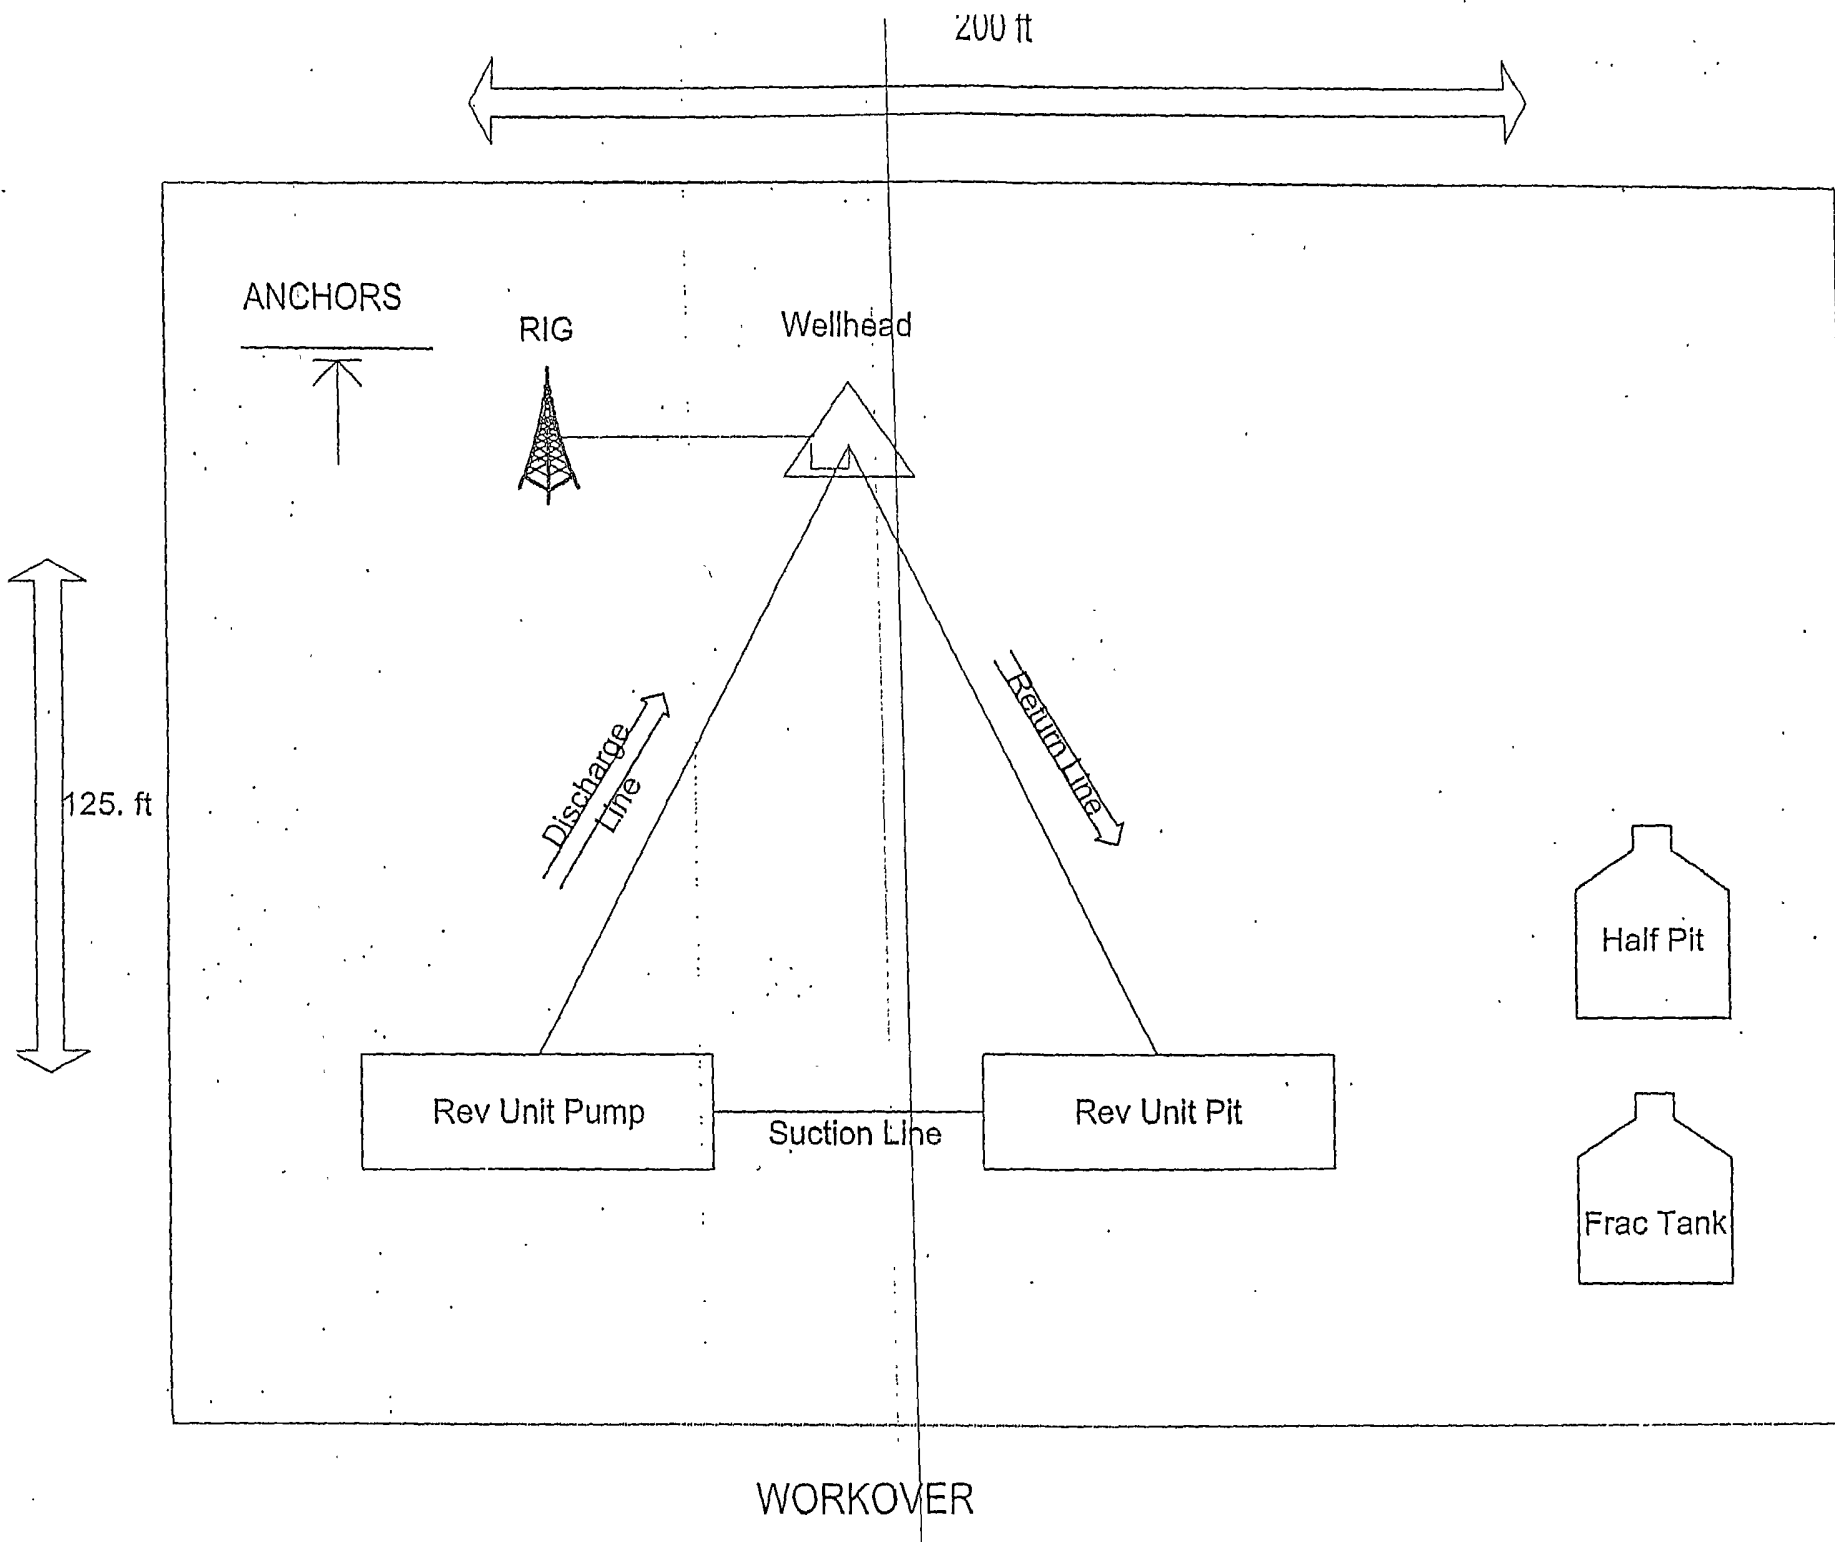 200 ft
ANCHORS
RIG
Wellhead
Discharge
Line
Return Line
125. ft
Half Pit
Rev Unit Pump
Suction Line
Rev Unit Pit
Frac Tank
WORKOVER